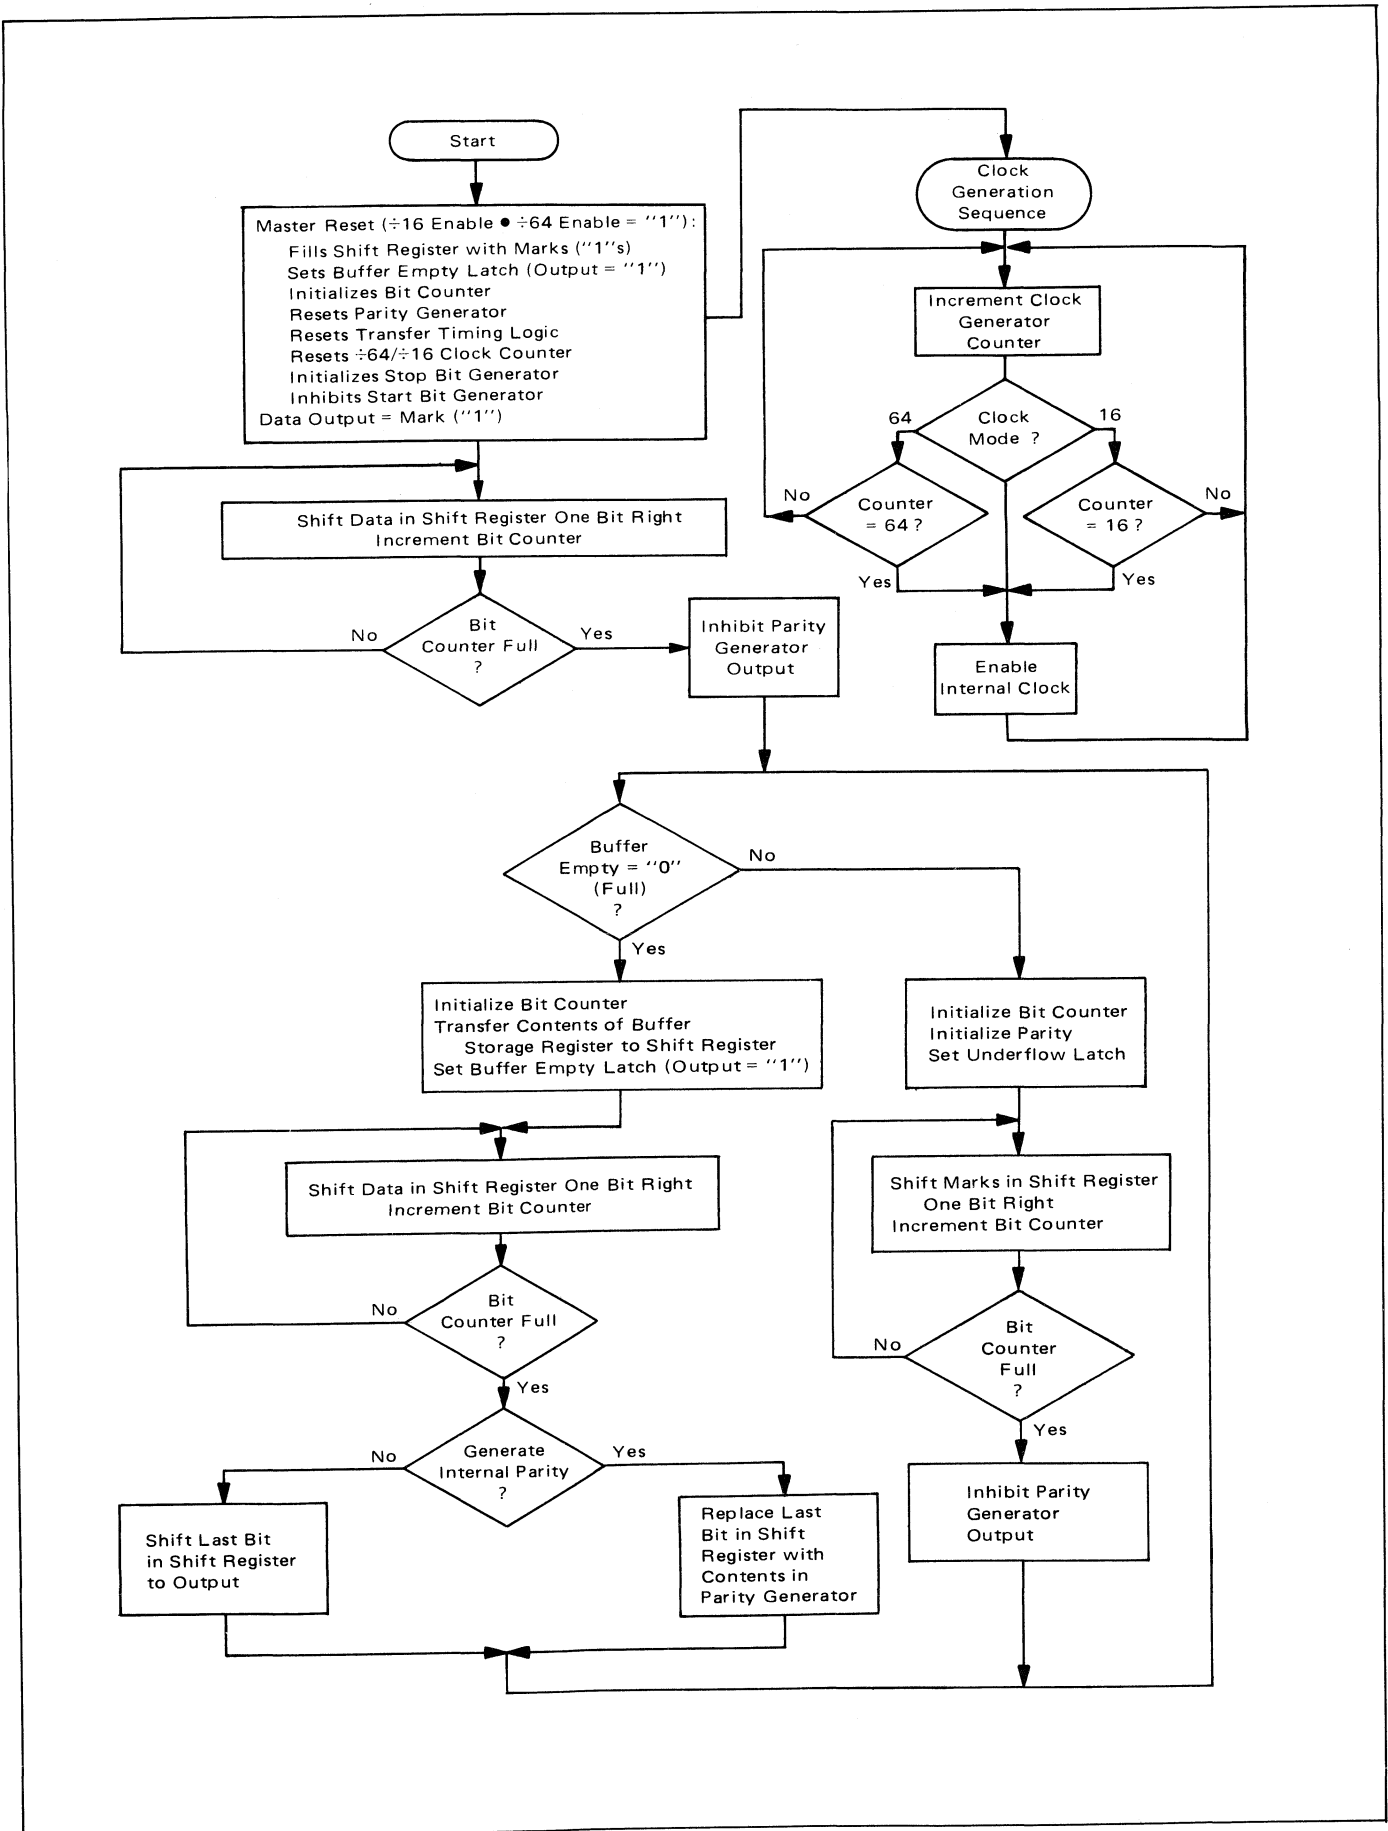 Start
Master Reset (÷16 Enable ● ÷64 Enable = "1"):
Fills Shift Register with Marks ("1"s)
Sets Buffer Empty Latch (Output = "1")
Initializes Bit Counter
Resets Parity Generator
Resets Transfer Timing Logic
Resets ÷64/÷16 Clock Counter
Initializes Stop Bit Generator
Inhibits Start Bit Generator
Data Output = Mark ("1")
Clock
Generation
Sequence
Increment Clock
Generator
Counter
Clock
Mode ?
64
16
Counter
= 64 ?
No
Yes
Counter
= 16 ?
No
Yes
Enable
Internal Clock
Shift Data in Shift Register One Bit Right
Increment Bit Counter
Bit
Counter Full
?
No
Yes
Inhibit Parity
Generator
Output
Buffer
Empty = "0"
(Full)
?
No
Yes
Initialize Bit Counter
Transfer Contents of Buffer
Storage Register to Shift Register
Set Buffer Empty Latch (Output = "1")
Initialize Bit Counter
Initialize Parity
Set Underflow Latch
Shift Data in Shift Register One Bit Right
Increment Bit Counter
Shift Marks in Shift Register
One Bit Right
Increment Bit Counter
Bit
Counter Full
?
No
Yes
Bit
Counter
Full
?
No
Yes
Generate
Internal Parity
?
No
Yes
Shift Last Bit
in Shift Register
to Output
Replace Last
Bit in Shift
Register with
Contents in
Parity Generator
Inhibit Parity
Generator
Output